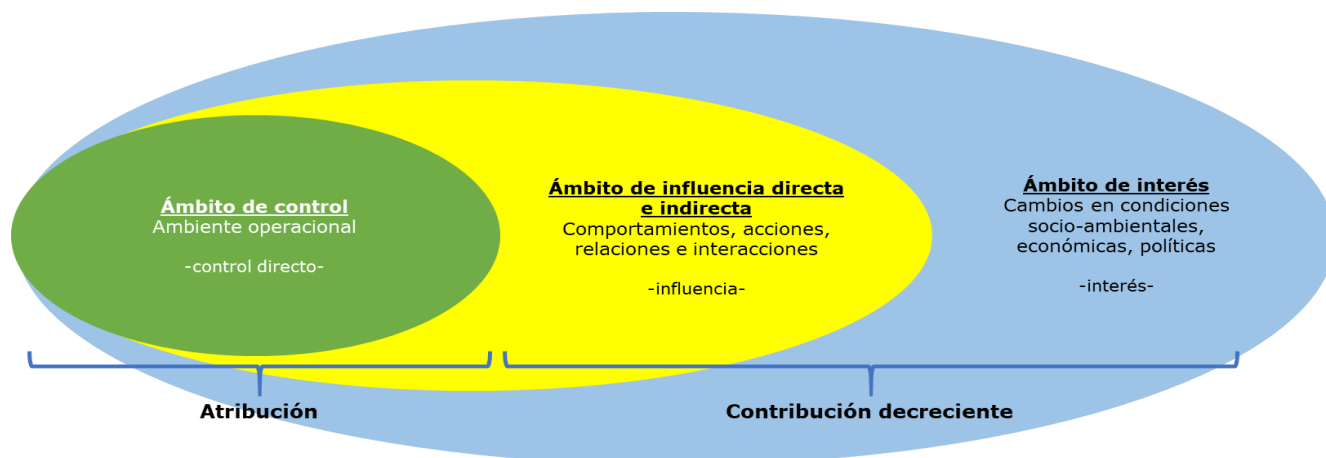 Ámbito de control
Ambiente operacional
-control directo-
Ámbito de influencia directa
e indirecta
Comportamientos, acciones,
relaciones e interacciones
-influencia-
Ámbito de interés
Cambios en condiciones
socio-ambientales,
económicas, políticas
-interés-
Atribución
Contribución decreciente